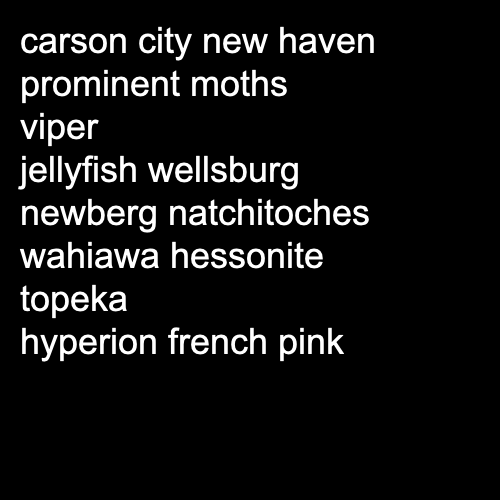 carson city new haven
prominent moths
viper
jellyfish wellsburg
newberg natchitoches
wahiawa hessonite
topeka
hyperion french pink